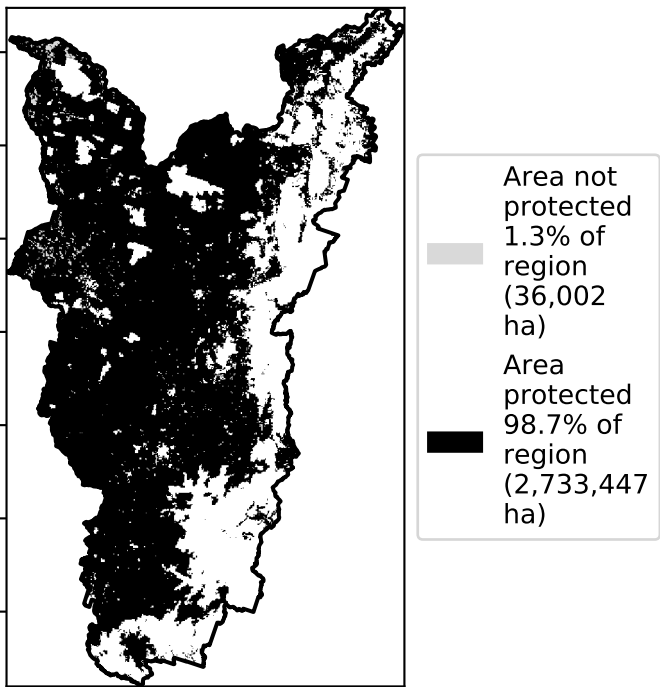 Area not
protected
1.3% of
region
(36,002
ha)
Area
protected
98.7% of
region
(2,733,447
ha)